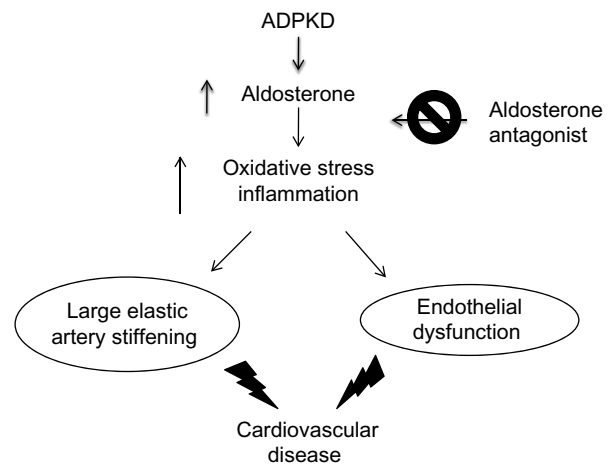 ADPKD
Aldosterone
Aldosterone
antagonist
Oxidative stress
inflammation
Large elastic
artery stiffening
Endothelial
dysfunction
Cardiovascular
disease